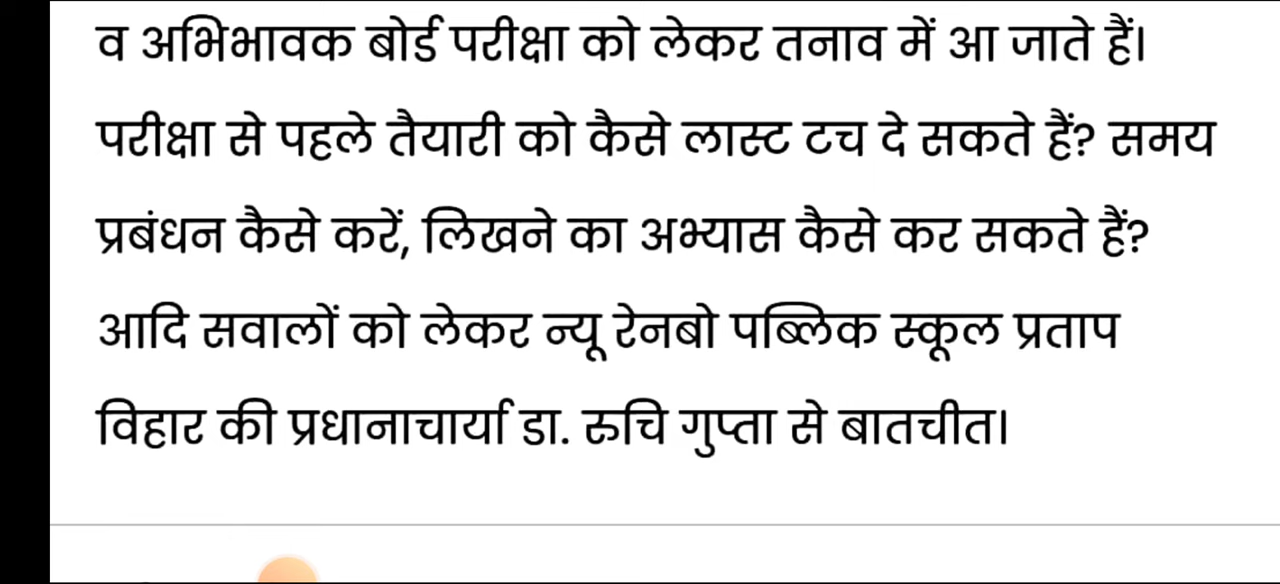 व अभिभावक बोर्ड परीक्षा को लेकर तनाव में आ जाते हैं।
परीक्षा से पहले तैयारी को कैसे लास्ट टच दे सकते हैं? समय
प्रबंधन कैसे करें, लिखने का अभ्यास कैसे कर सकते हैं?
आदि सवालों को लेकर न्यू रेनबो पब्लिक स्कूल प्रताप
विहार की प्रधानाचार्या डा. रुचि गुप्ता से बातचीत।